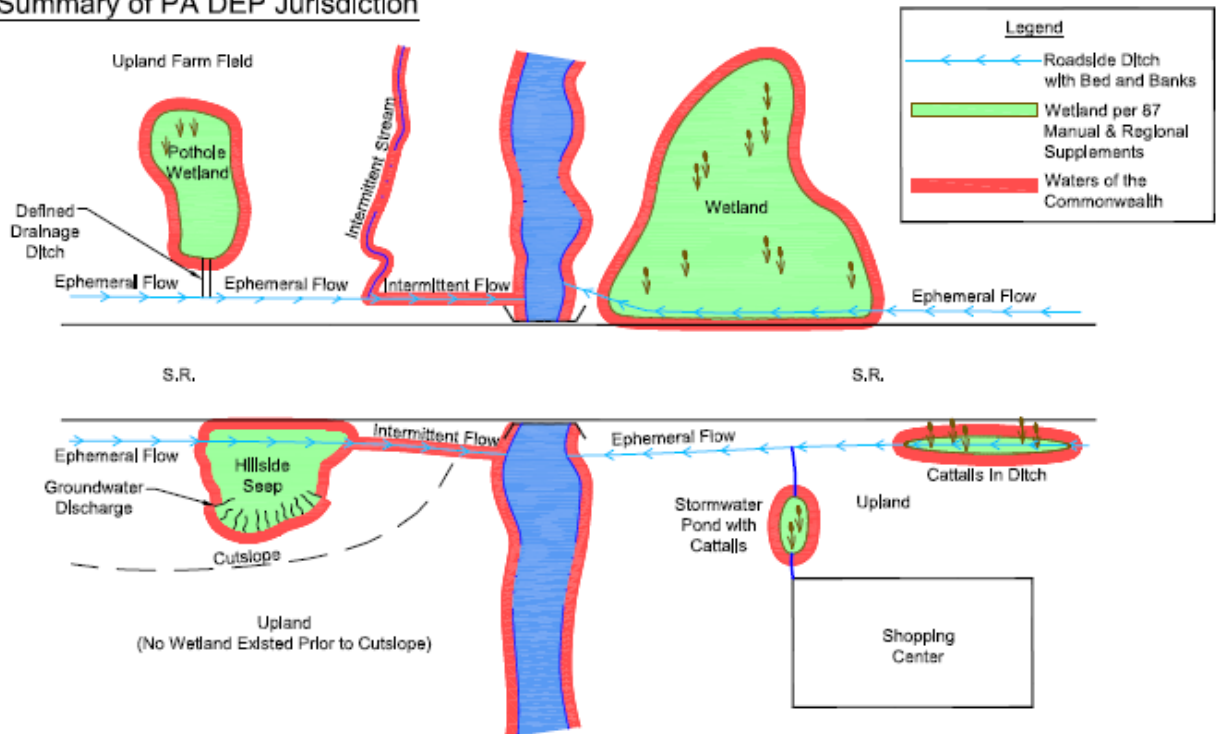 Summary of PA DEP Jurisdiction
Legend
Roadside Ditch
with Bed and Banks
Wetland per 87
Manual & Regional
Supplements
Waters of the
Commonwealth
Upland Farm Field
Pothole
Wetland
Intermittent Stream
Wetland
Defined
Drainage
Ditch
Ephemeral Flow
Ephemeral Flow
Intermittent Flow
Ephemeral Flow
S.R.
S.R.
Ephemeral Flow
Intermittent Flow
Ephemeral Flow
Hillside
Seep
Groundwater
Discharge
Cutslope
Cattails In Ditch
Stormwater
Pond with
Cattails
Upland
Upland
(No Wetland Existed Prior to Cutslope)
Shopping
Center